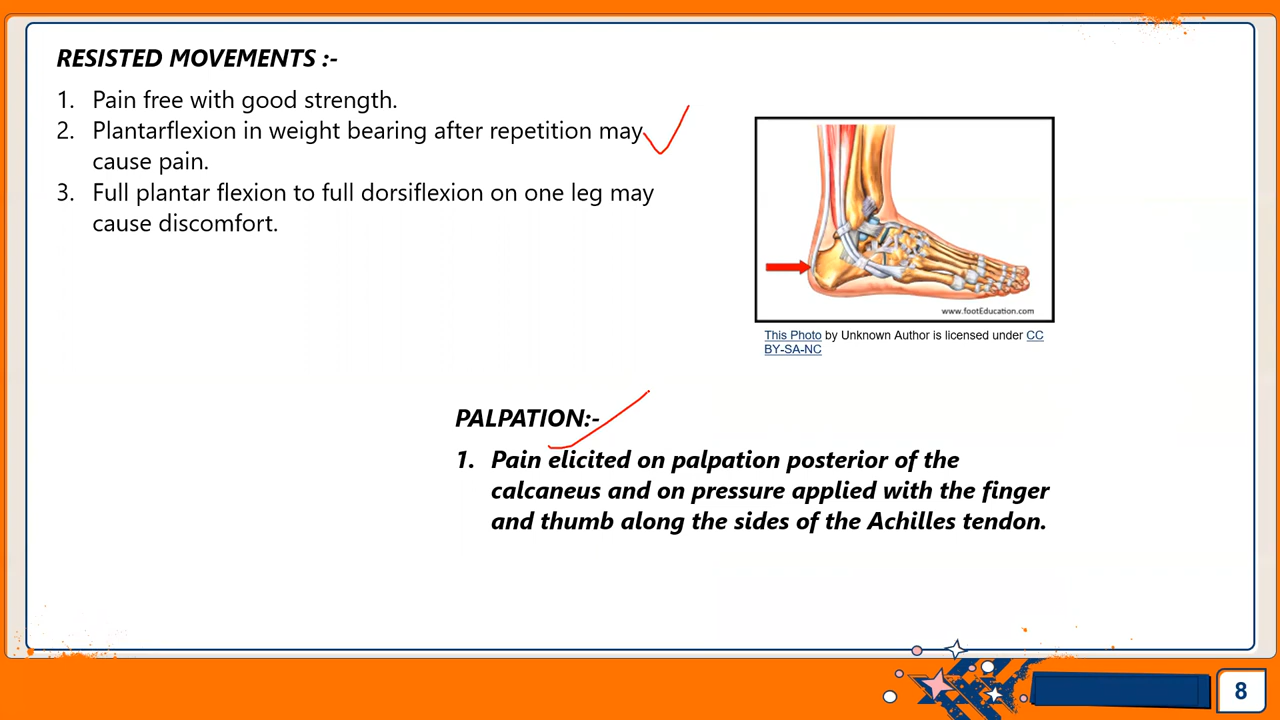 RESISTED MOVEMENTS :-
1. Pain free with good strength.
2. Plantarflexion in weight bearing after repetition may
cause pain.
3. Full plantar flexion to full dorsiflexion on one leg may
cause discomfort.
www.footEducation.com
This Photo by Unknown Author is licensed under CC
BY-SA-NC
PALPATION:-
1. Pain elicited on palpation posterior of the
calcaneus and on pressure applied with the finger
and thumb along the sides of the Achilles tendon.
8